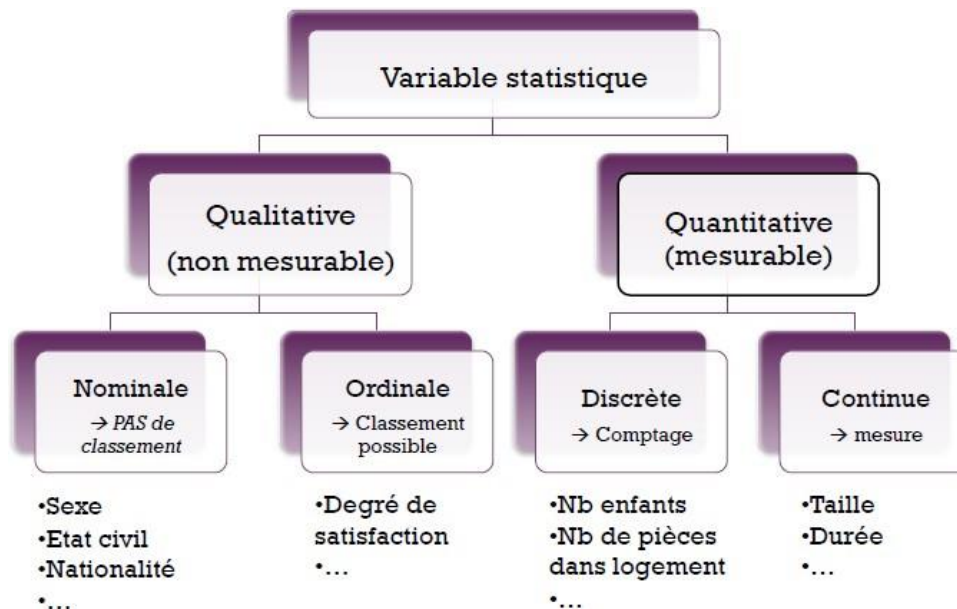 Variable statistique
Qualitative
(non mesurable)
Quantitative
(mesurable)
Nominale
→ PAS de
classement
Ordinale
→ Classement
possible
Discrète
→ Comptage
Continue
→ mesure
•Sexe
•Etat civil
•Nationalité
•...
•Degré de
satisfaction
•...
•Nb enfants
•Nb de pièces
dans logement
•...
•Taille
•Durée
•...